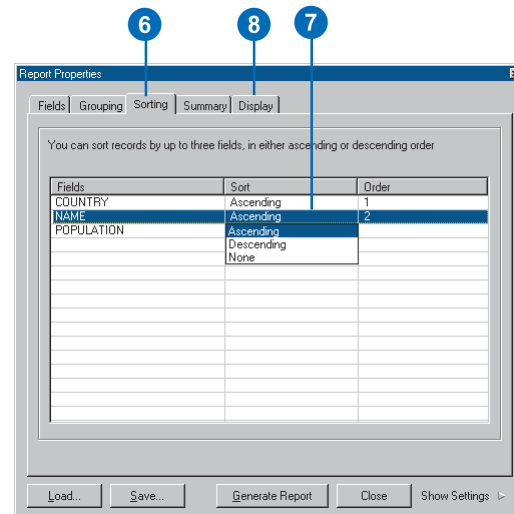 6 8 7
Report Properties
Fields Grouping Sorting Summary Display
You can sort records by up to three fields, in either ascending or descending order
Fields Sort Order
COUNTRY Ascending 1
NAME Ascending 2
POPULATION Ascending
Descending
None
Load... Save... Generate Report Close Show Settings